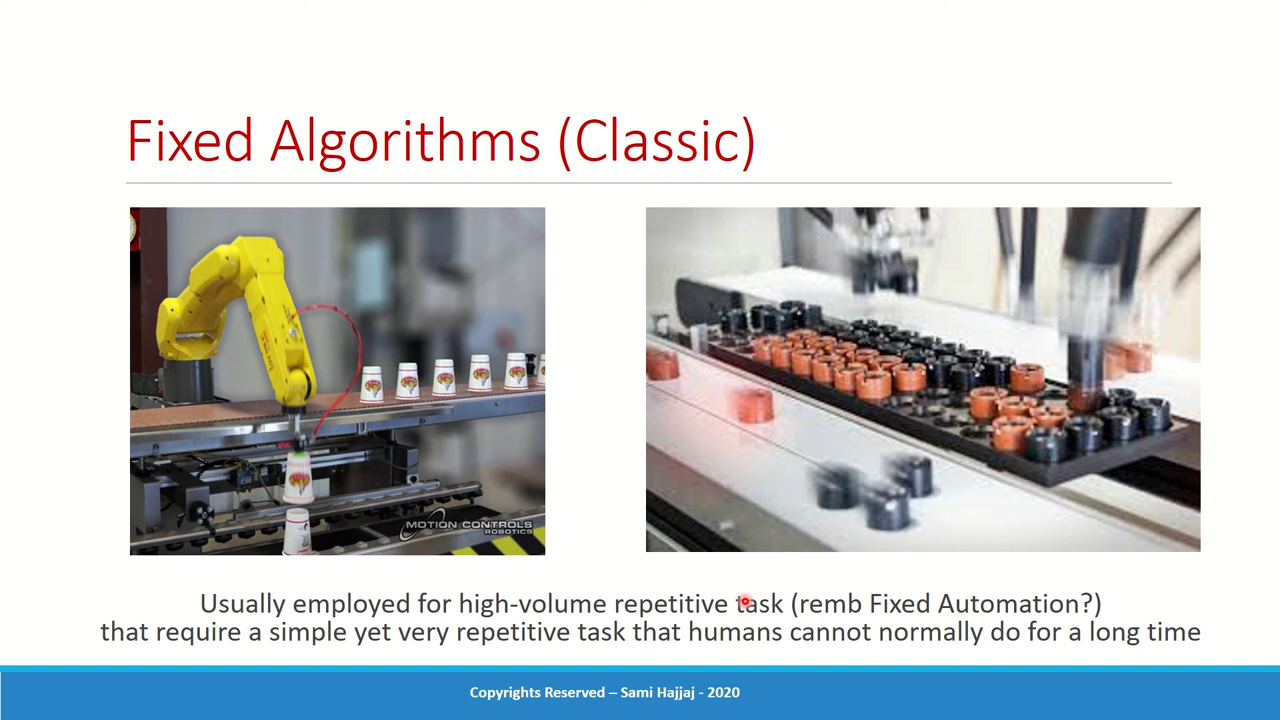 Fixed Algorithms (Classic)
MOTION CONTROLS
ROBOTICS
Usually employed for high-volume repetitive task (remb Fixed Automation?)
that require a simple yet very repetitive task that humans cannot normally do for a long time
Copyrights Reserved – Sami Hajjaj - 2020